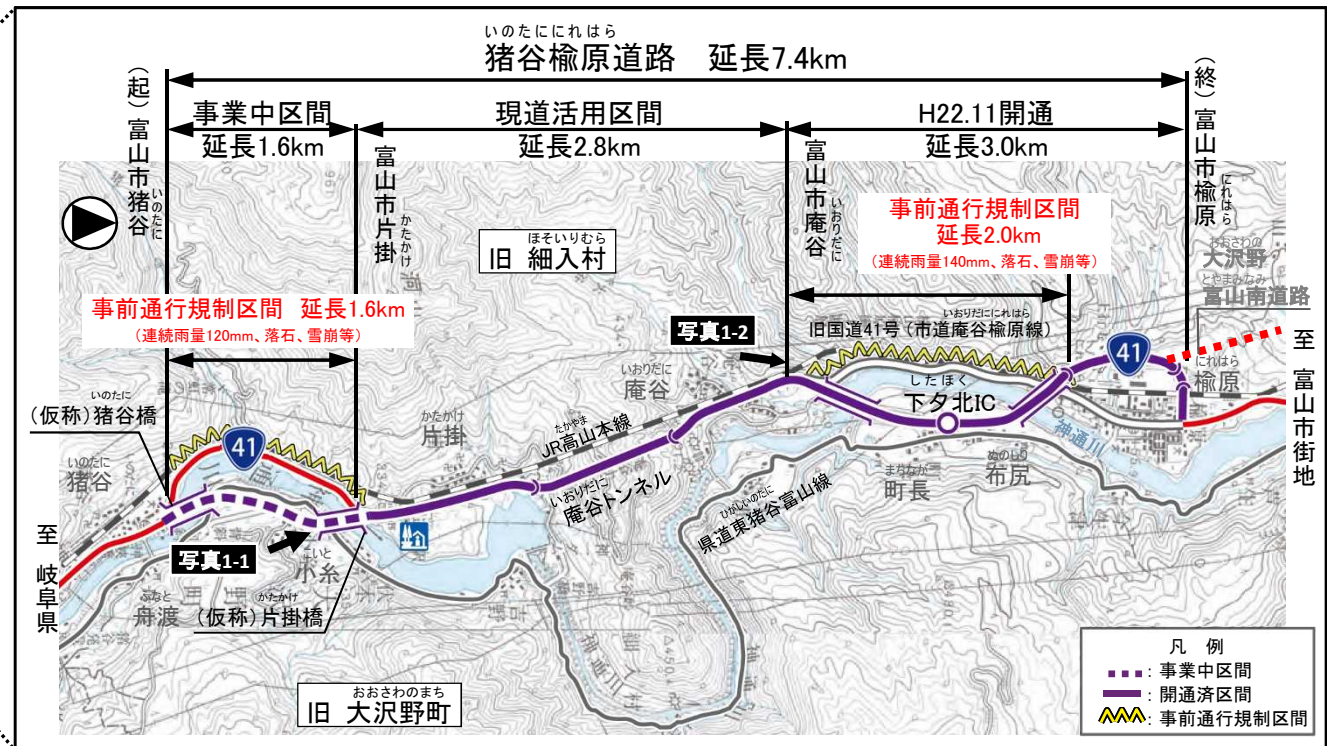 いのたににれはら
猪谷楡原道路 延長7.4km
(起)富山市猪谷
いのたに
事業中区間
延長1.6km
富山市片掛
かたかけ
現道活用区間
延長2.8km
富山市庵谷
いおりだに
H22.11開通
延長3.0km
(終)富山市楡原
にれはら
事前通行規制区間 延長1.6km
(連続雨量120mm、落石、雪崩等)
ほそいりむら
旧 細入村
事前通行規制区間
延長2.0km
(連続雨量140mm、落石、雪崩等)
おおさわの
大沢野
とやまみなみ
富山南道路
写真1-2
いおりだににれはら
旧国道41号(市道庵谷楡原線)
41
にれはら
楡原
至 富山市街地
いおりだに
庵谷
したほく
下夕北IC
神通川
いのたに
(仮称)猪谷橋
41
かたかけ
片掛
たかやま
JR高山本線
いのたに
猪谷
いおりだに
庵谷トンネル
まちなが
町長
ぬのしり
布尻
ひがしいのたに
県道東猪谷富山線
至 岐阜県
写真1-1
こいと
小糸
ふなと
舟渡
かたかけ
(仮称)片掛橋
おおさわのまち
旧 大沢野町
凡 例
:事業中区間
:開通済区間
:事前通行規制区間